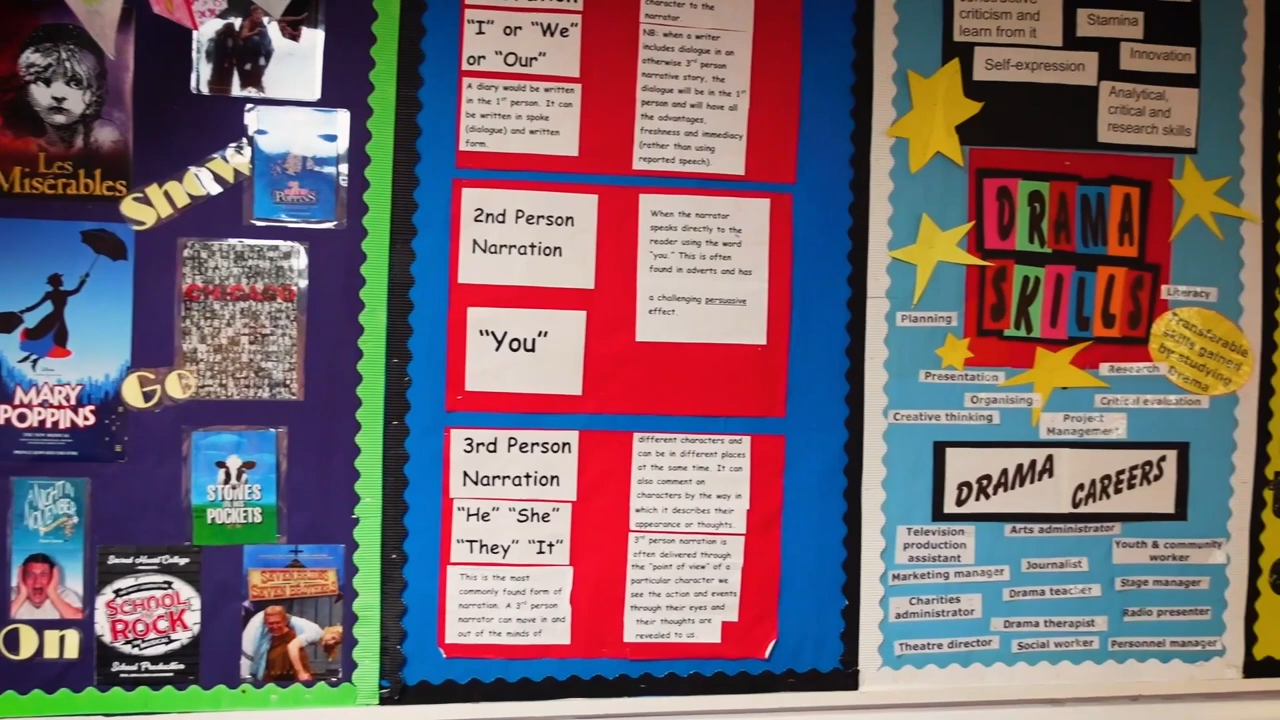 Les
Misérables
Show
POPPINS
MARY
POPPINS
THE NEW MUSICAL
Go
A NIGHT IN
NOVEMBER
STONES
IN HIS
POCKETS
Sacred Heart College
SCHOOL
of
ROCK
School Production
SEVEN BRIDES
SEVEN BROTHERS
On
"I" or "We"
or "Our"
A diary would be written
in the 1st person. It can
be written in spoke
(dialogue) and written
form.
character to the
narrator.
NB: when a writer
includes dialogue in an
otherwise 3rd person
narrative story, the
dialogue will be in the 1st
person and will have all
the advantages,
freshness and immediacy
(rather than using
reported speech).
2nd Person
Narration
"You"
When the narrator
speaks directly to the
reader using the word
"you." This is often
found in adverts and has
a challenging persuasive
effect.
3rd Person
Narration
"He" "She"
"They" "It"
This is the most
commonly found form of
narration. A 3rd person
narrator can move in and
out of the minds of
different characters and
can be in different places
at the same time. It can
also comment on
characters by the way in
which it describes their
appearance or thoughts.
3rd person narration is
often delivered through
the "point of view" of a
particular character we
see the action and events
through their eyes and
their thoughts are
revealed to us.
criticism and
learn from it
Stamina
Self-expression
Innovation
Analytical,
critical and
research skills
DRAMA
SKILLS
Literacy
Planning
Transferable
skills gained
by studying
Drama
Presentation
Research
Organising
Critical evaluation
Creative thinking
Project
Management
DRAMA CAREERS
Television
production
assistant
Arts administrator
Youth & community
worker
Marketing manager
Journalist
Stage manager
Charities
administrator
Drama teacher
Radio presenter
Drama therapist
Theatre director
Social worker
Personnel manager